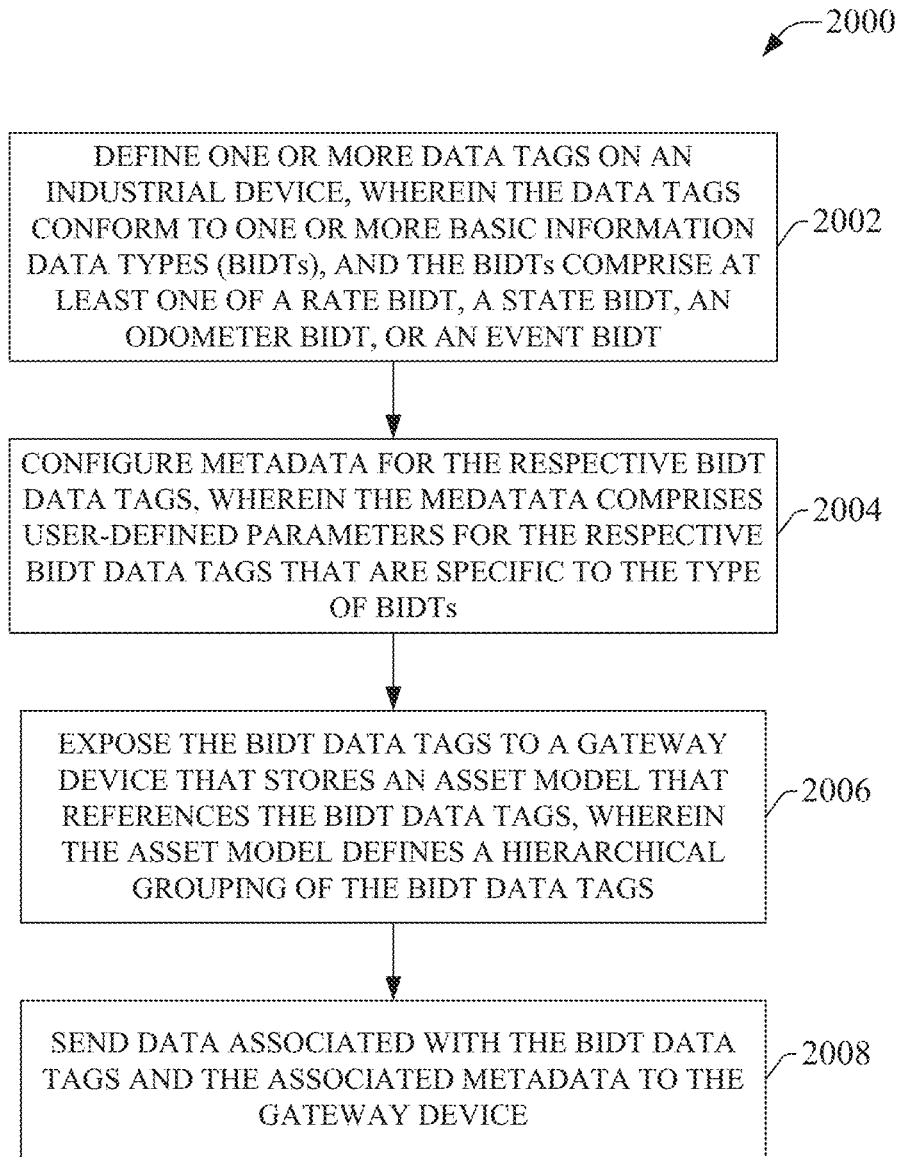 2000
DEFINE ONE OR MORE DATA TAGS ON AN
INDUSTRIAL DEVICE, WHEREIN THE DATA TAGS
CONFORM TO ONE OR MORE BASIC INFORMATION
DATA TYPES (BIDTs), AND THE BIDTs COMPRISE AT
LEAST ONE OF A RATE BIDT, A STATE BIDT, AN
ODOMETER BIDT, OR AN EVENT BIDT
2002
CONFIGURE METADATA FOR THE RESPECTIVE BIDT
DATA TAGS, WHEREIN THE MEDATATA COMPRISES
USER-DEFINED PARAMETERS FOR THE RESPECTIVE
BIDT DATA TAGS THAT ARE SPECIFIC TO THE TYPE
OF BIDTs
2004
EXPOSE THE BIDT DATA TAGS TO A GATEWAY
DEVICE THAT STORES AN ASSET MODEL THAT
REFERENCES THE BIDT DATA TAGS, WHEREIN
THE ASSET MODEL DEFINES A HIERARCHICAL
GROUPING OF THE BIDT DATA TAGS
2006
SEND DATA ASSOCIATED WITH THE BIDT DATA
TAGS AND THE ASSOCIATED METADATA TO THE
GATEWAY DEVICE
2008